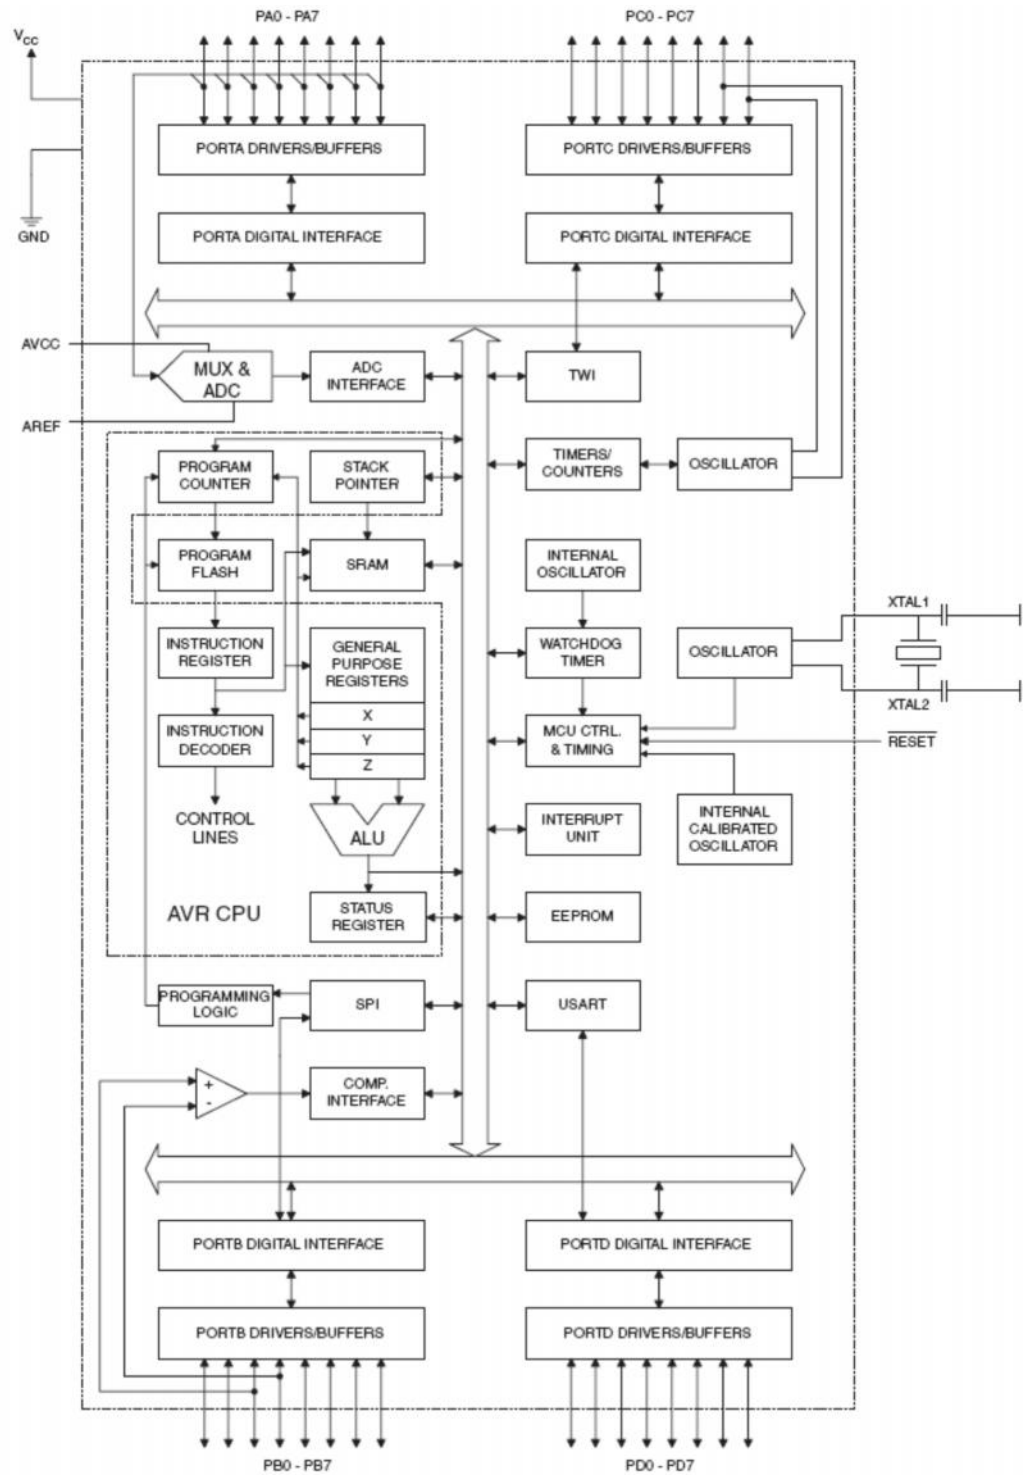 PA0 - PA7
PC0 - PC7
VCC
PORTA DRIVERS/BUFFERS
PORTC DRIVERS/BUFFERS
GND
PORTA DIGITAL INTERFACE
PORTC DIGITAL INTERFACE
AVCC
MUX &
ADC
ADC
INTERFACE
TWI
AREF
PROGRAM
COUNTER
STACK
POINTER
TIMERS/
COUNTERS
OSCILLATOR
PROGRAM
FLASH
SRAM
INTERNAL
OSCILLATOR
XTAL1
INSTRUCTION
REGISTER
GENERAL
PURPOSE
REGISTERS
WATCHDOG
TIMER
OSCILLATOR
XTAL2
X
INSTRUCTION
DECODER
Y
Z
MCU CTRL.
& TIMING
RESET
CONTROL
LINES
ALU
INTERRUPT
UNIT
INTERNAL
CALIBRATED
OSCILLATOR
AVR CPU
STATUS
REGISTER
EEPROM
PROGRAMMING
LOGIC
SPI
USART
+
-
COMP.
INTERFACE
PORTB DIGITAL INTERFACE
PORTD DIGITAL INTERFACE
PORTB DRIVERS/BUFFERS
PORTD DRIVERS/BUFFERS
PB0 - PB7
PD0 - PD7